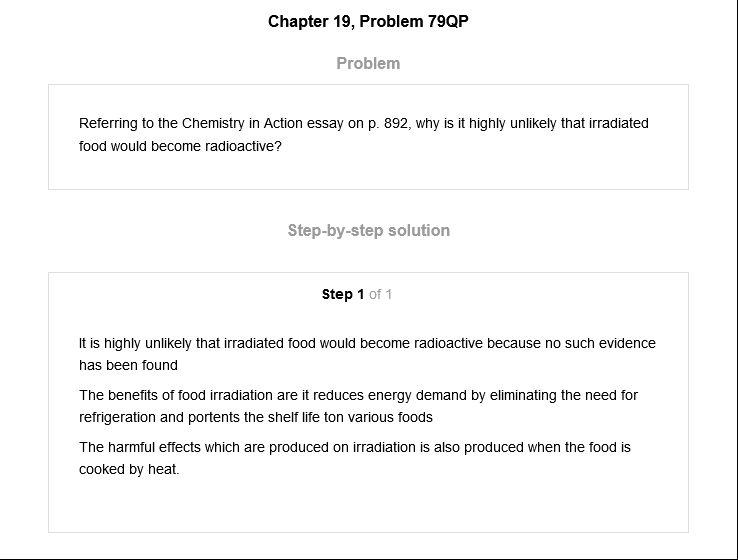 Chapter 19, Problem 79QP
Problem
Referring to the Chemistry in Action essay on p. 892, why is it highly unlikely that irradiated
food would become radioactive?
Step-by-step solution
Step 1 of 1
It is highly unlikely that irradiated food would become radioactive because no such evidence
has been found
The benefits of food irradiation are it reduces energy demand by eliminating the need for
refrigeration and portents the shelf life ton various foods
The harmful effects which are produced on irradiation is also produced when the food is
cooked by heat.